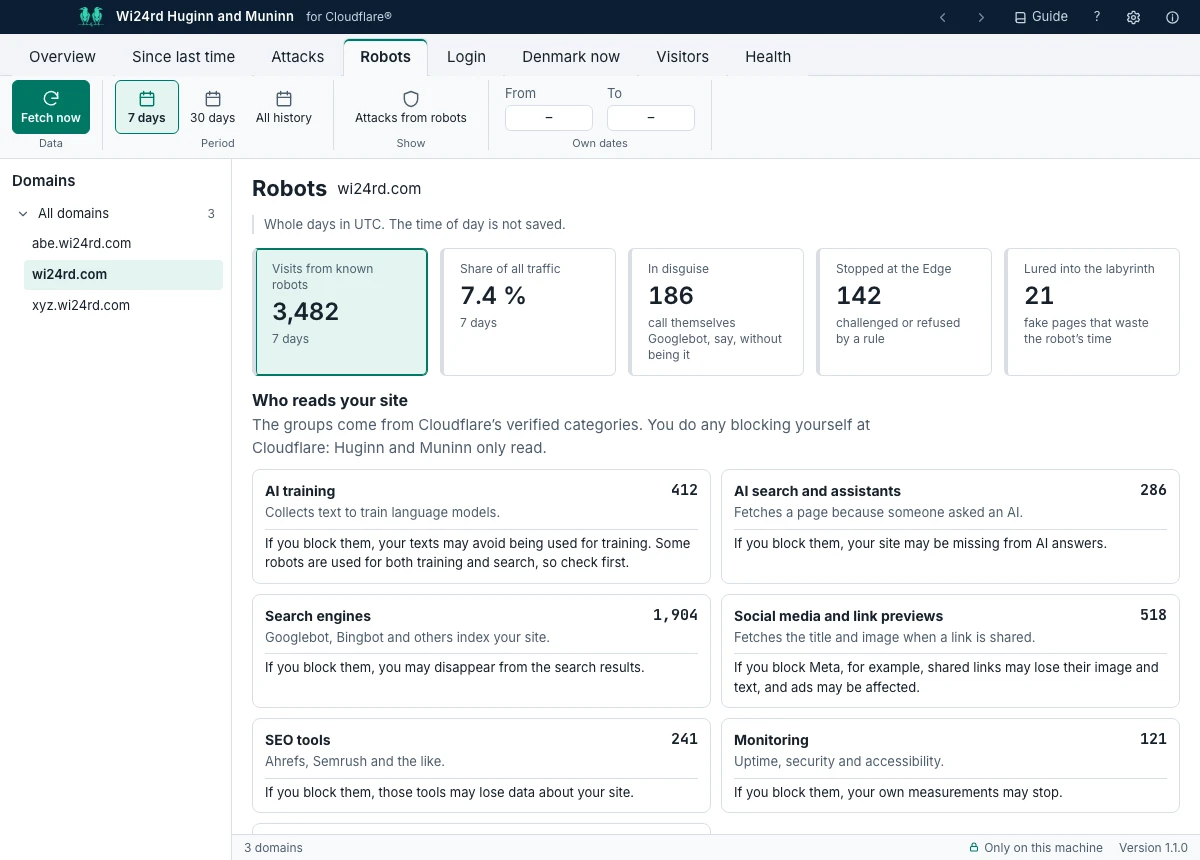 Wi24rd Huginn and Muninn for Cloudflare®
Guide ?
Overview Since last time Attacks Robots Login Denmark now Visitors Health
Fetch now
Data
7 days 30 days All history
Period
Attacks from robots
Show
From To
– –
Own dates
Domains
All domains 3
abe.wi24rd.com
wi24rd.com
xyz.wi24rd.com
Robots wi24rd.com
Whole days in UTC. The time of day is not saved.
Visits from known
robots
3,482
7 days
Share of all traffic
7.4 %
7 days
In disguise
186
call themselves
Googlebot, say, without
being it
Stopped at the Edge
142
challenged or refused
by a rule
Lured into the labyrinth
21
fake pages that waste
the robot’s time
Who reads your site
The groups come from Cloudflare’s verified categories. You do any blocking yourself at
Cloudflare: Huginn and Muninn only read.
AI training 412
Collects text to train language models.
If you block them, your texts may avoid being used for training. Some
robots are used for both training and search, so check first.
AI search and assistants 286
Fetches a page because someone asked an AI.
If you block them, your site may be missing from AI answers.
Search engines 1,904
Googlebot, Bingbot and others index your site.
If you block them, you may disappear from the search results.
Social media and link previews 518
Fetches the title and image when a link is shared.
If you block Meta, for example, shared links may lose their image and
text, and ads may be affected.
SEO tools 241
Ahrefs, Semrush and the like.
If you block them, those tools may lose data about your site.
Monitoring 121
Uptime, security and accessibility.
If you block them, your own measurements may stop.
3 domains
Only on this machine Version 1.1.0